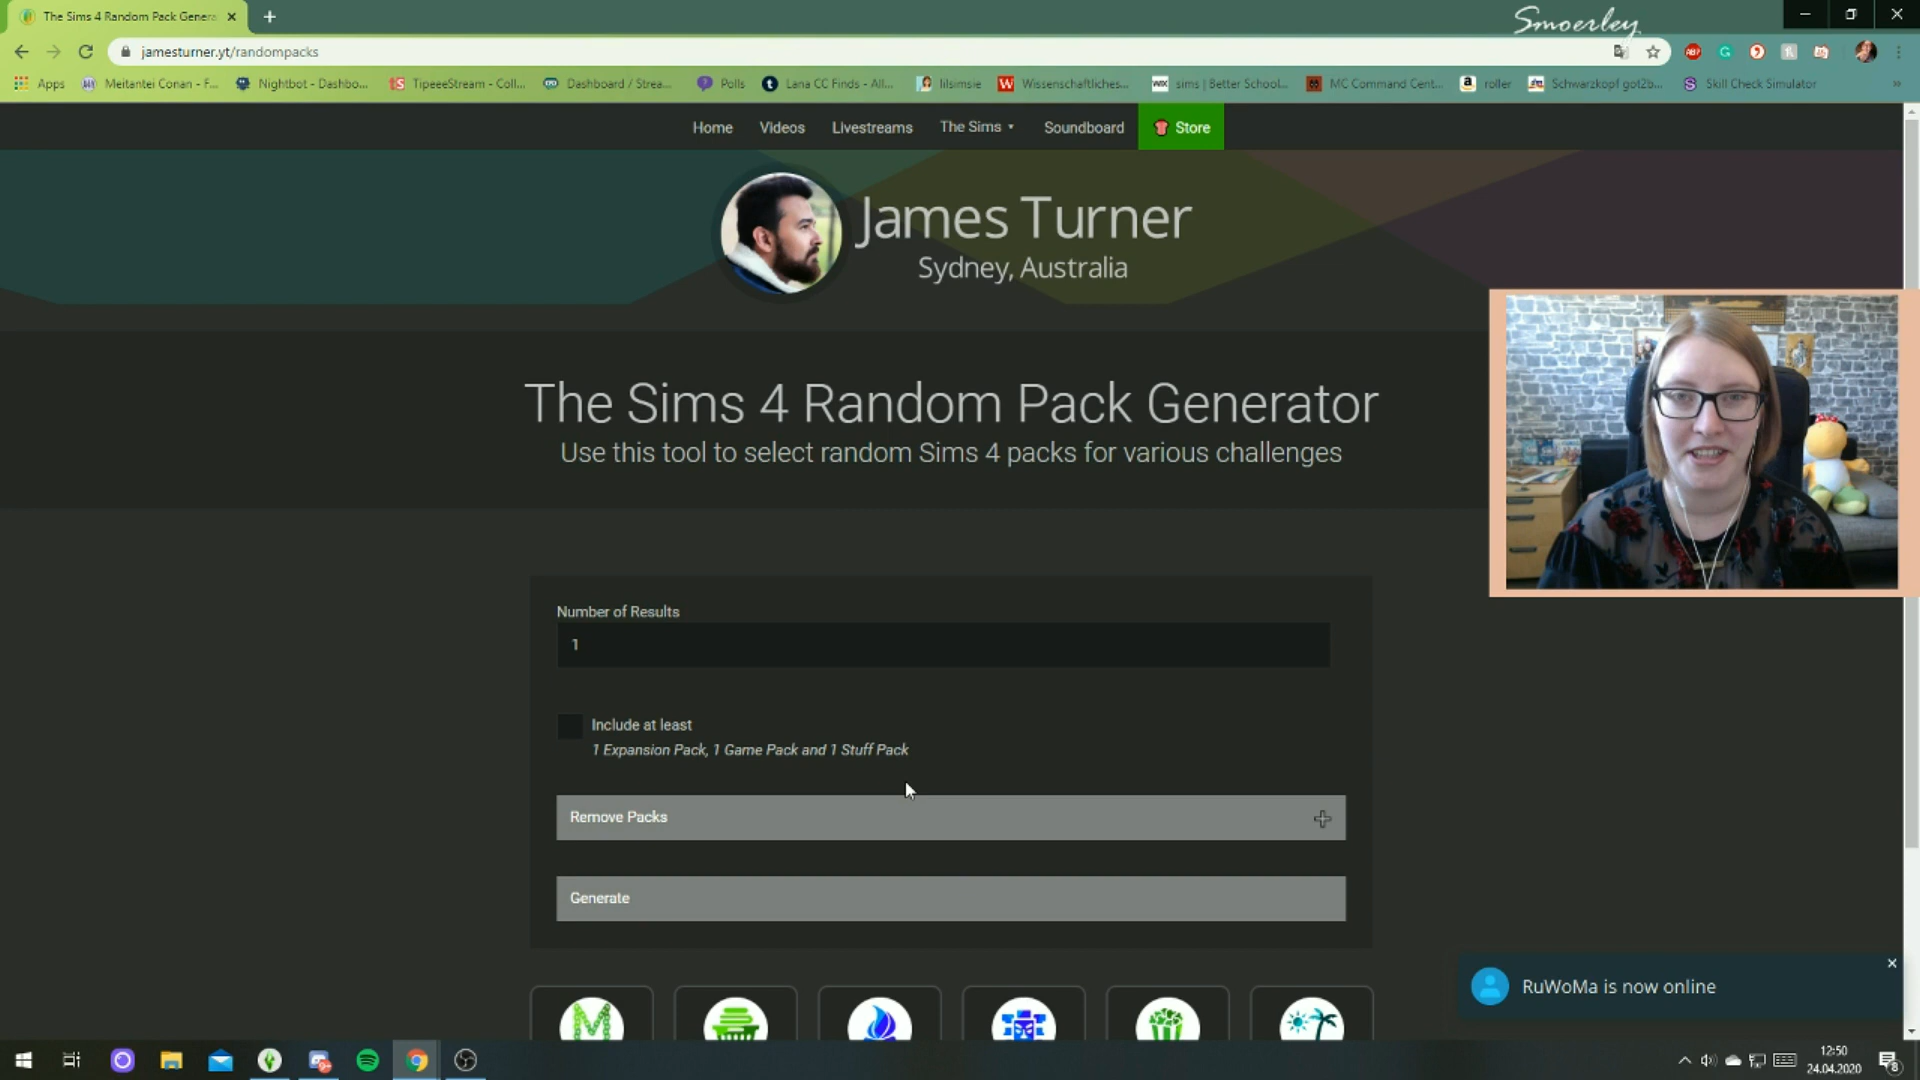 The Sims 4 Random Pack Genera
Smoerley
jamesturner.yt/randompacks
Apps
Meitantei Conan - F...
Nightbot - Dashbo...
TipeeeStream - Coll...
Dashboard / Strea...
Polls
Lana CC Finds - All...
lilsimsie
Wissenschaftliches...
sims | Better School...
MC Command Cent...
roller
Schwarzkopf got2b...
Skill Check Simulator
Home
Videos
Livestreams
The Sims
Soundboard
Store
James Turner
Sydney, Australia
The Sims 4 Random Pack Generator
Use this tool to select random Sims 4 packs for various challenges
Number of Results
1
Include at least
1 Expansion Pack, 1 Game Pack and 1 Stuff Pack
Remove Packs
Generate
RuWoMa is now online
12:50
24.04.2020
8